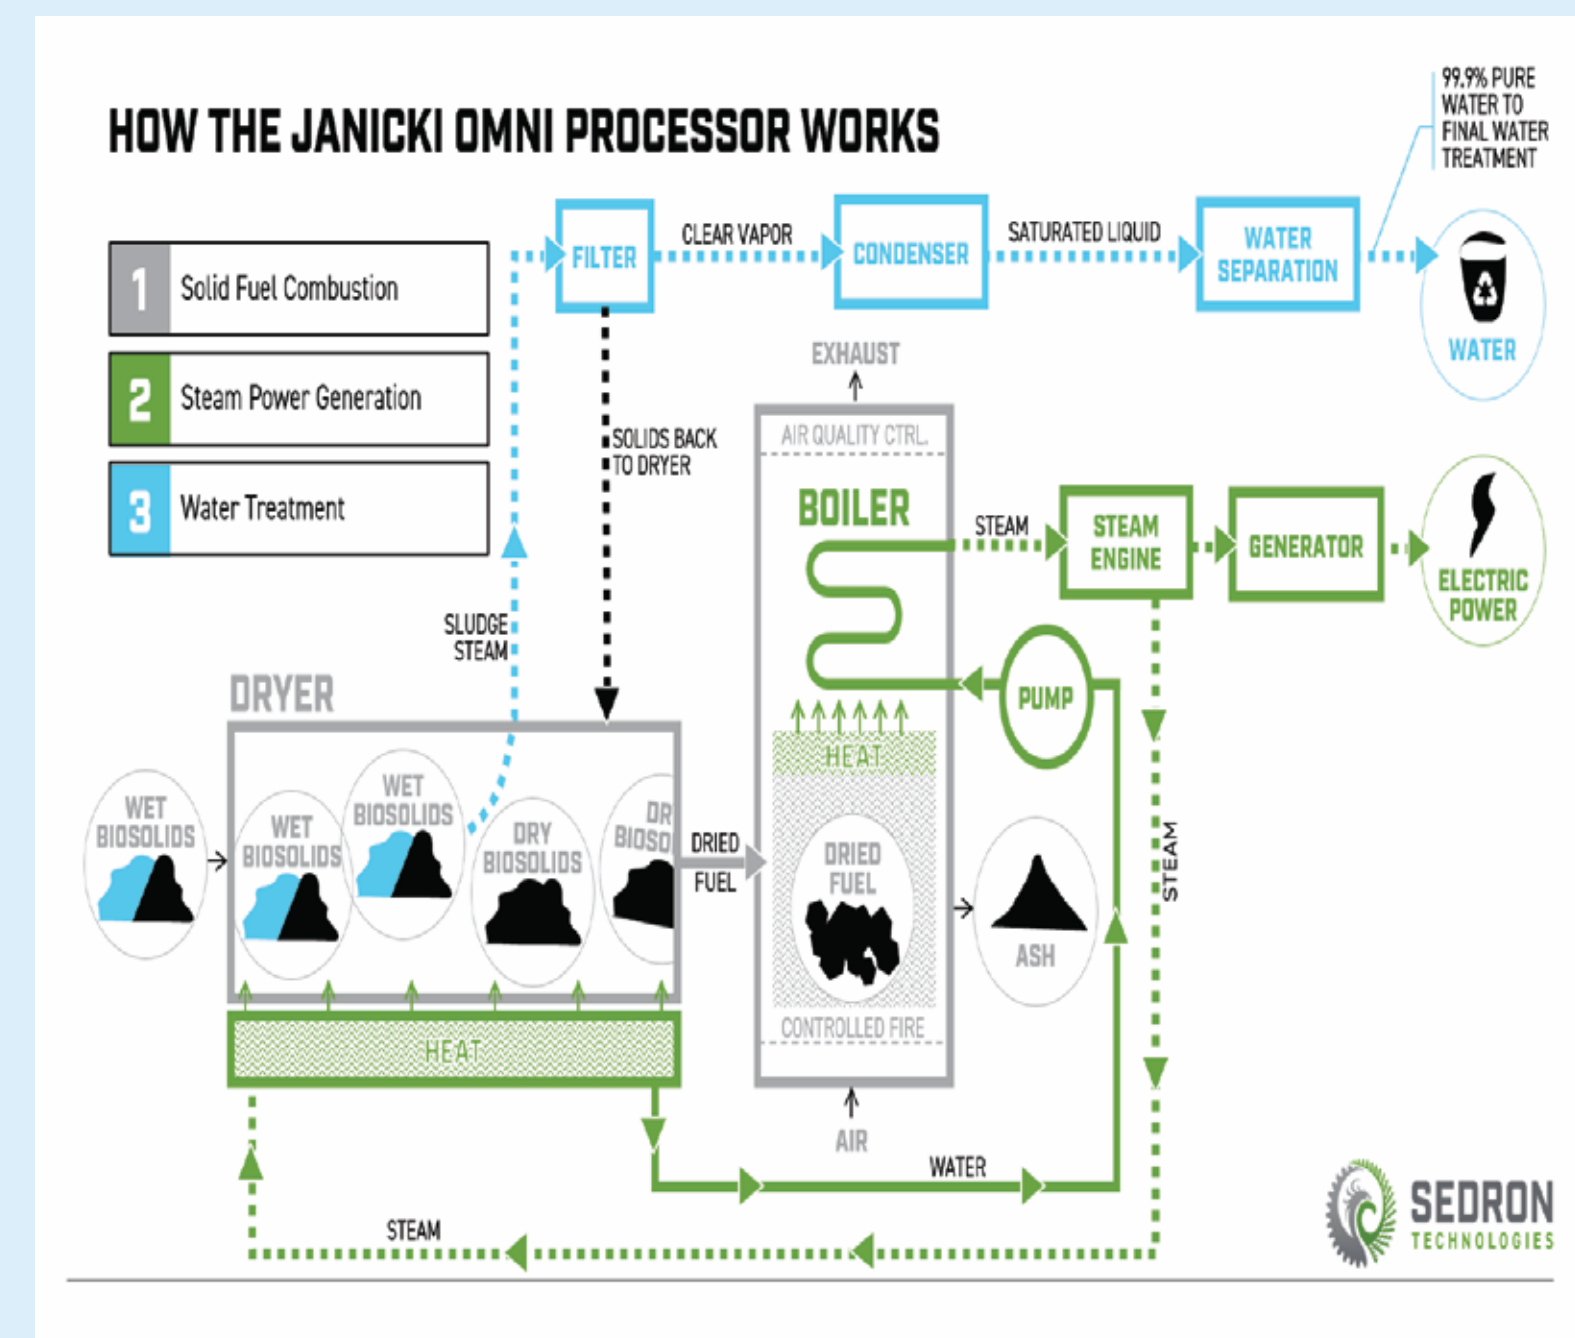 HOW THE JANICKI OMNI PROCESSOR WORKS
99.9% PURE
WATER TO
FINAL WATER
TREATMENT
1 Solid Fuel Combustion
2 Steam Power Generation
3 Water Treatment
FILTER
CLEAR VAPOR
CONDENSER
SATURATED LIQUID
WATER
SEPARATION
WATER
SOLIDS BACK
TO DRYER
SLUDGE
STEAM
EXHAUST
AIR QUALITY CTRL.
BOILER
STEAM
STEAM
ENGINE
GENERATOR
ELECTRIC
POWER
PUMP
HEAT
DRYER
WET
BIOSOLIDS
WET
BIOSOLIDS
WET
BIOSOLIDS
DRY
BIOSOLIDS
DR
BIOSO
DRIED
FUEL
DRIED
FUEL
CONTROLLED FIRE
ASH
STEAM
HEAT
AIR
WATER
STEAM
SEDRON
TECHNOLOGIES